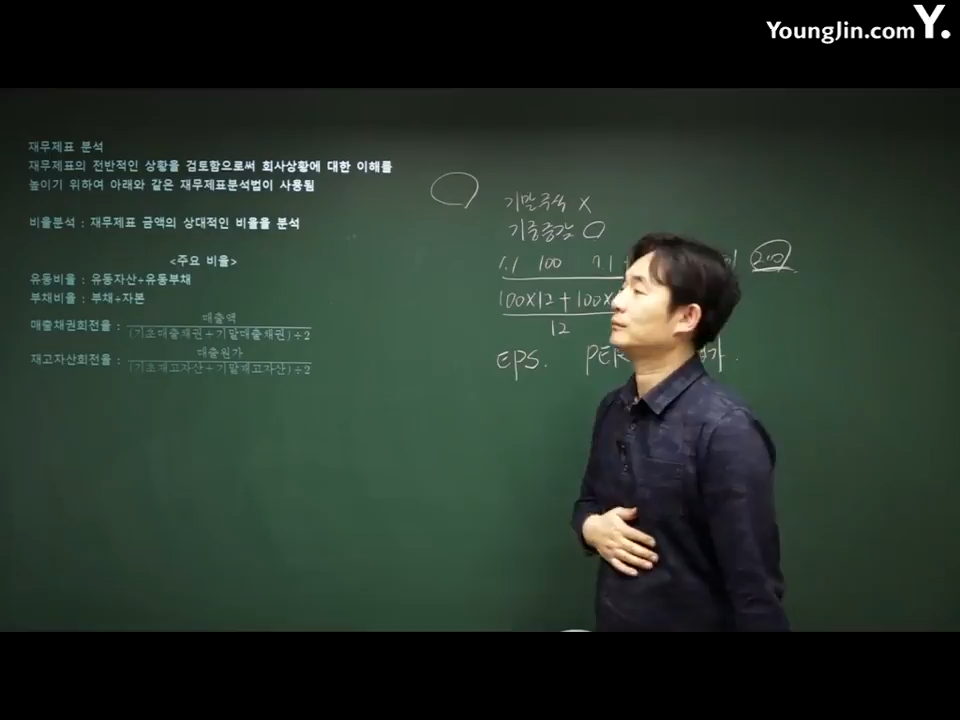 YoungJin.com Y.
재무제표 분석
재무제표의 전반적인 상황을 검토함으로써 회사상황에 대한 이해를
높이기 위하여 아래와 같은 재무제표분석법이 사용됨
비율분석 : 재무제표 금액의 상대적인 비율을 분석
<주요 비율>
유동비율 : 유동자산÷유동부채
부채비율 : 부채÷자본
매출채권회전율 : 매출액
(기초매출채권+기말매출채권)÷2
재고자산회전율 : 매출원가
(기초재고자산+기말재고자산)÷2
기말주식 X
기중증감 O
1.1 100 7.1
100X12 + 100X
12
EPS. PER